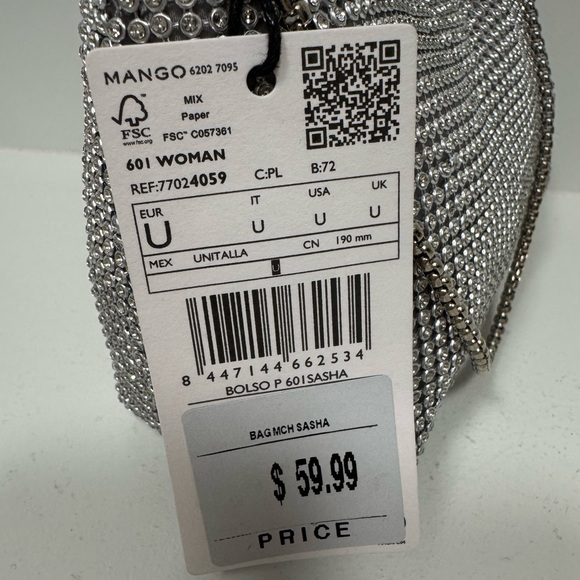 MANGO 6202 7095
FSC
www.fsc.org
MIX
Paper
FSC™ C057361
601 WOMAN
REF:77024059 C:PL B:72
EUR IT USA UK
U U U U
MEX UNITALLA CN 190 mm
U
8 447144 662534
BOLSO P 601SASHA
BAG MCH SASHA
$ 59.99
PRICE